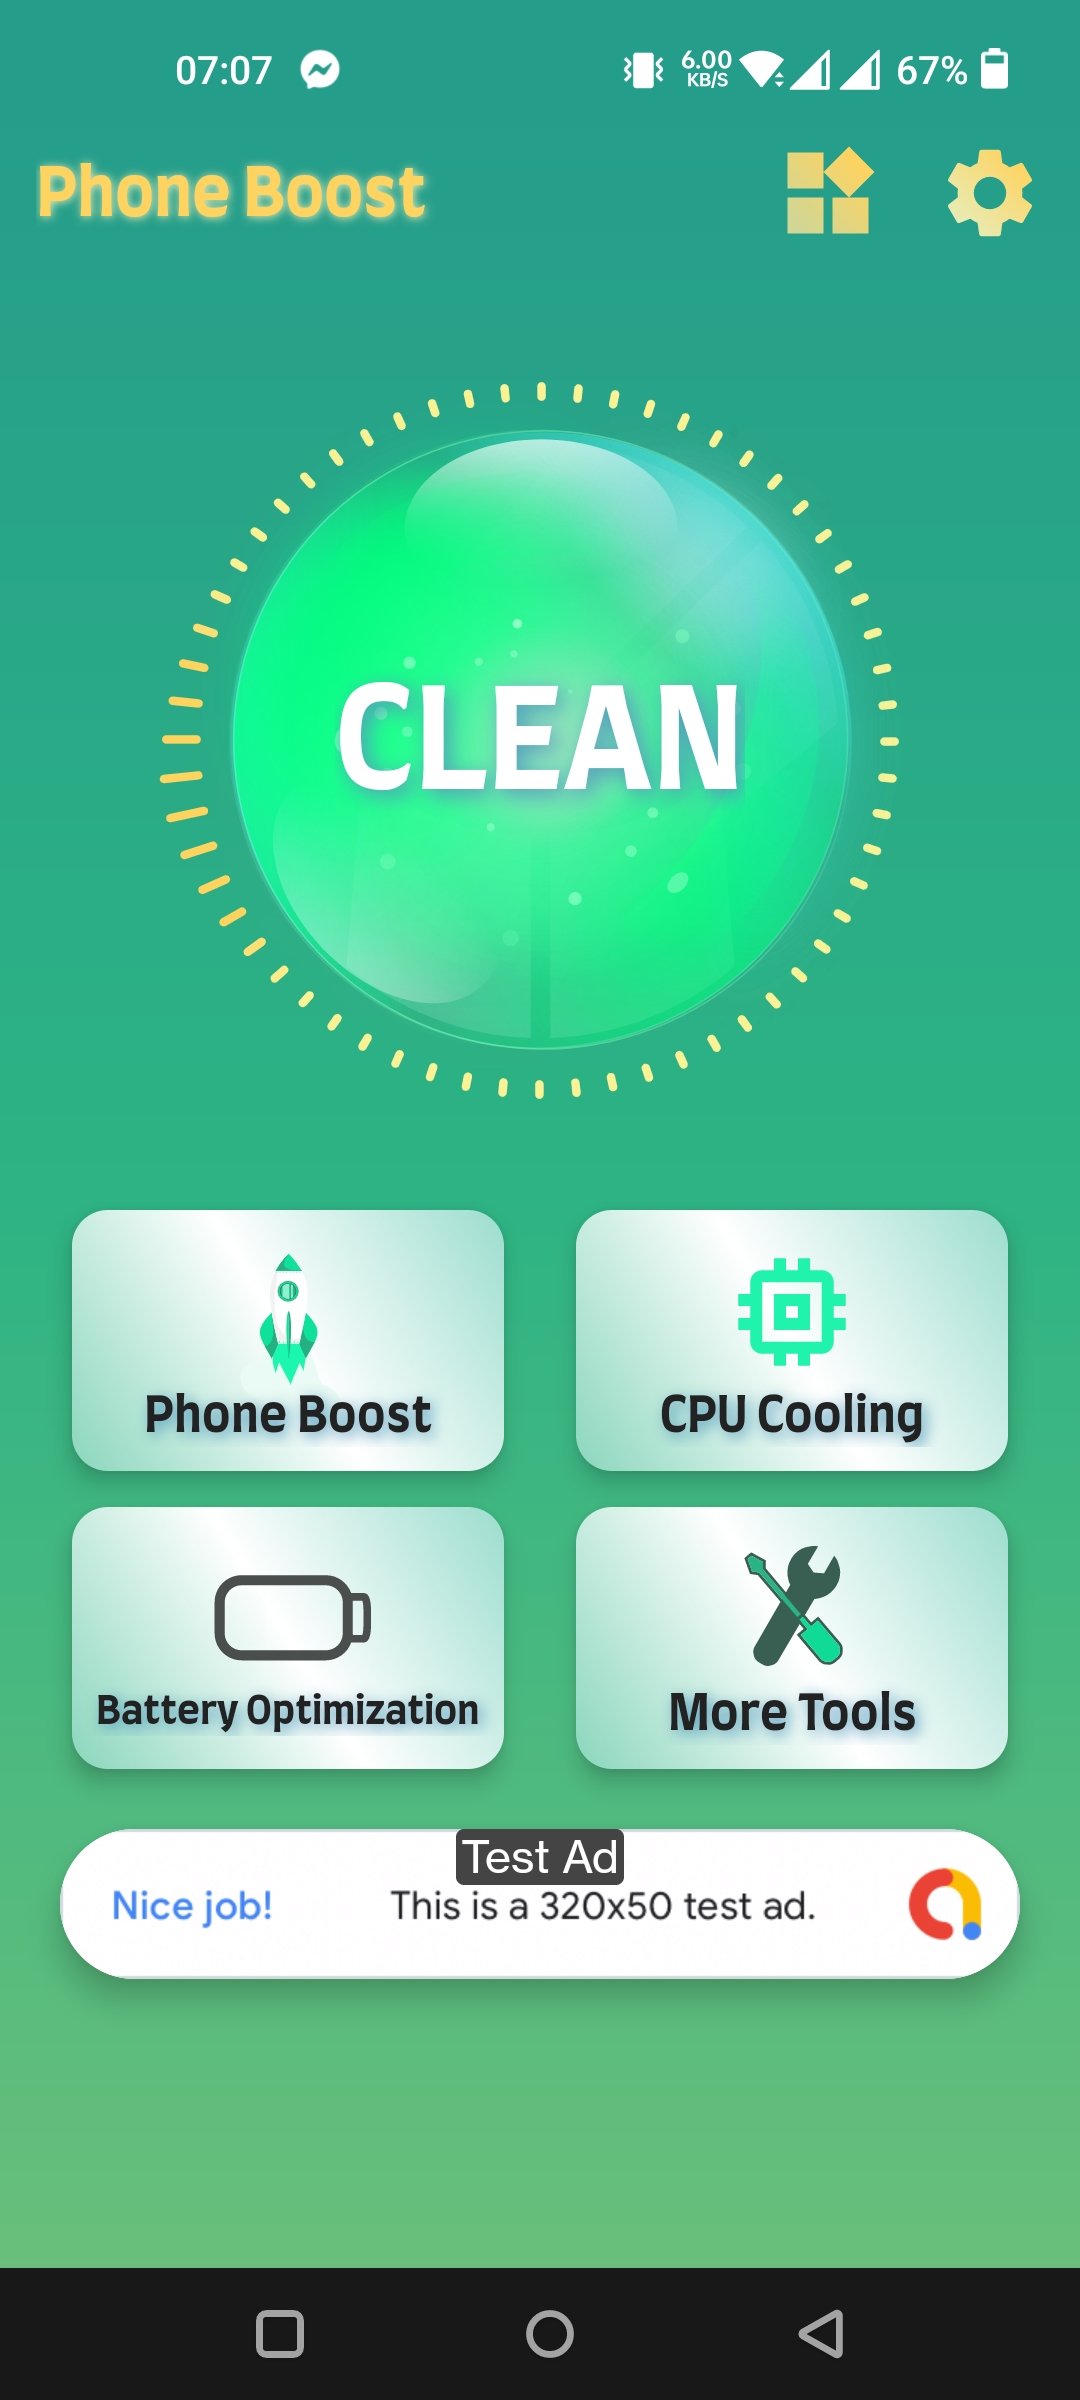 07:07
6.00
KB/S
67%
Phone Boost
CLEAN
Phone Boost
CPU Cooling
Battery Optimization
More Tools
Test Ad
Nice job!
This is a 320x50 test ad.